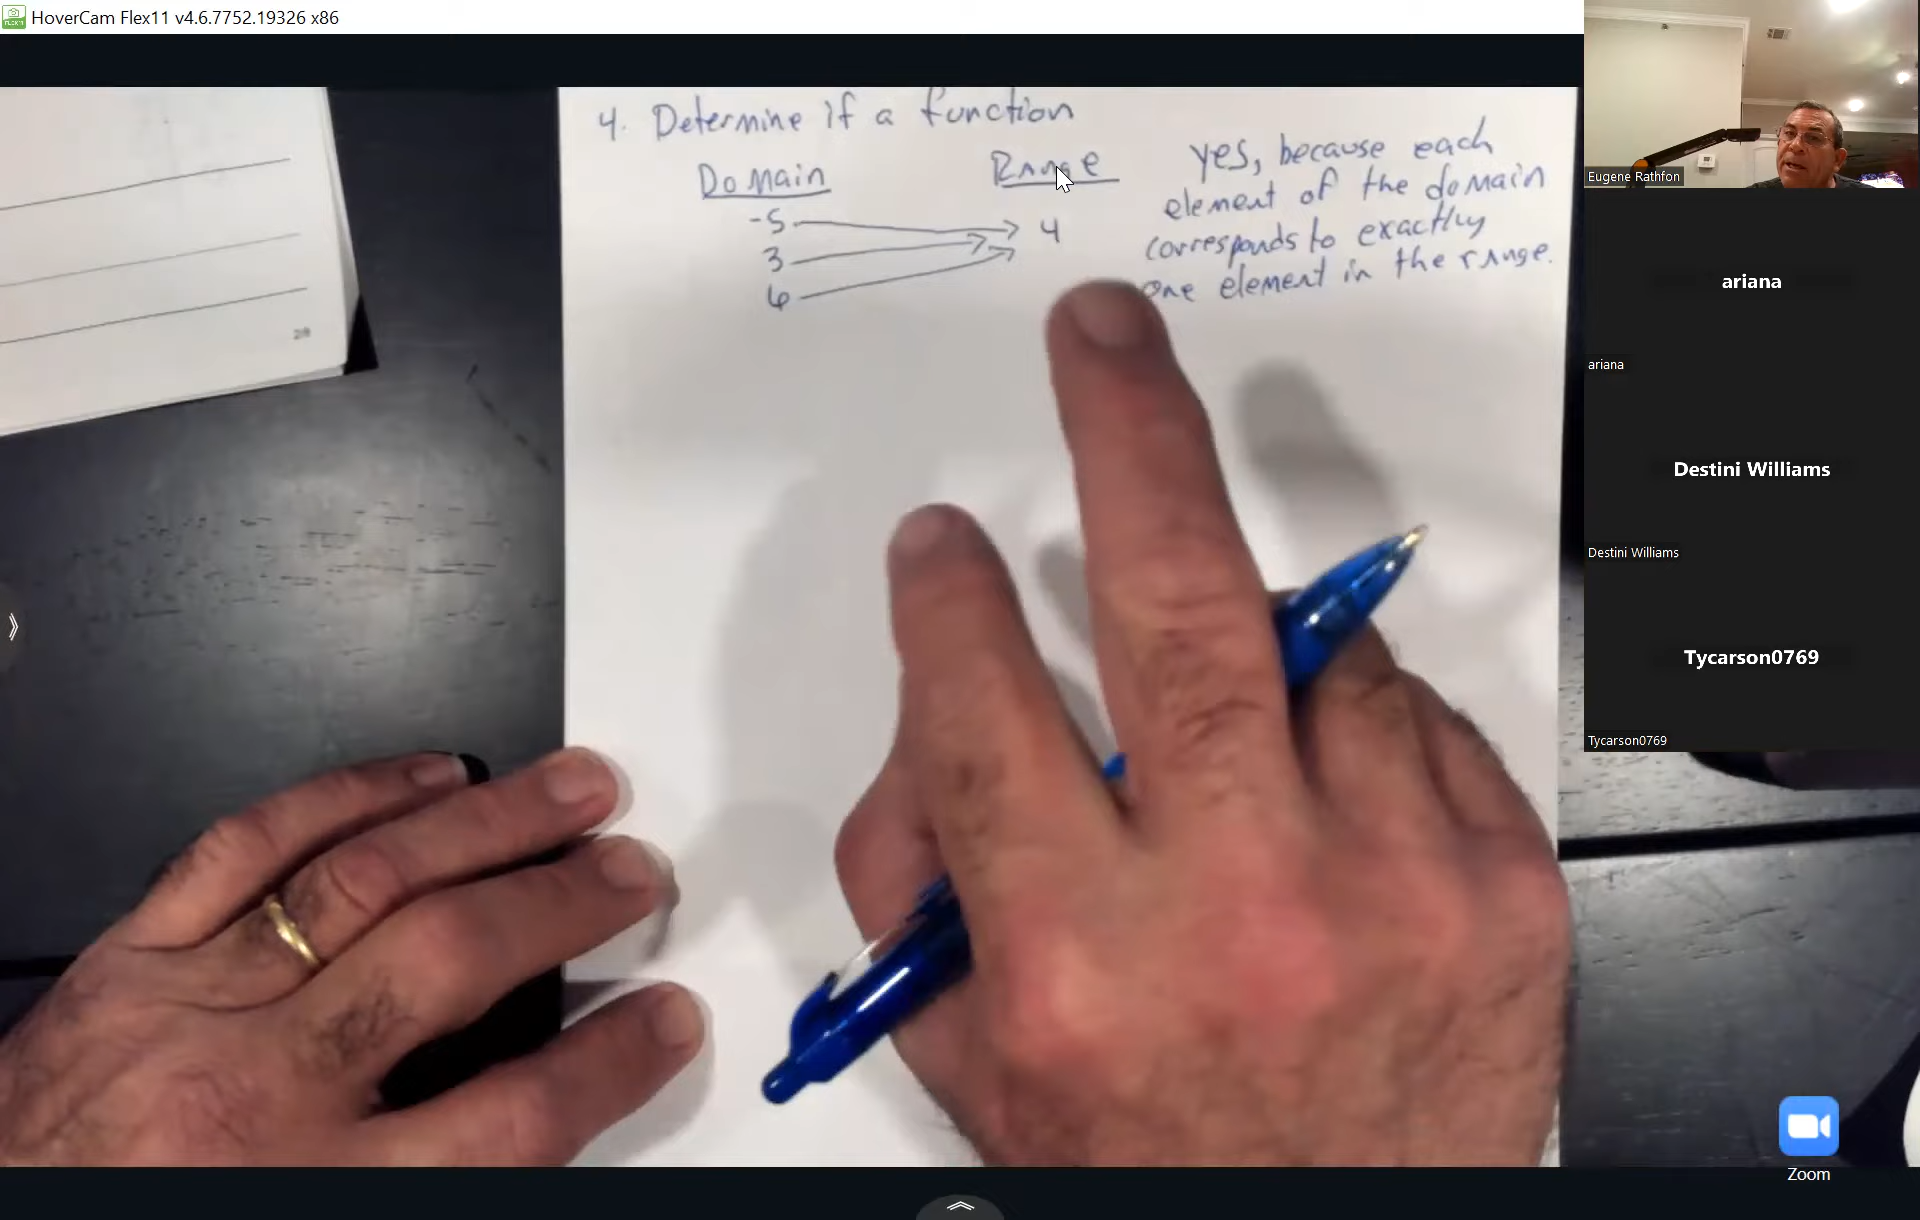 HoverCam Flex11 v4.6.7752.19326 x86
4. Determine if a function
Domain
Range
-5
3
6
4
yes, because each
element of the domain
corresponds to exactly
one element in the range.
28
Eugene Rathfon
ariana
ariana
Destini Williams
Destini Williams
Tycarson0769
Tycarson0769
Zoom